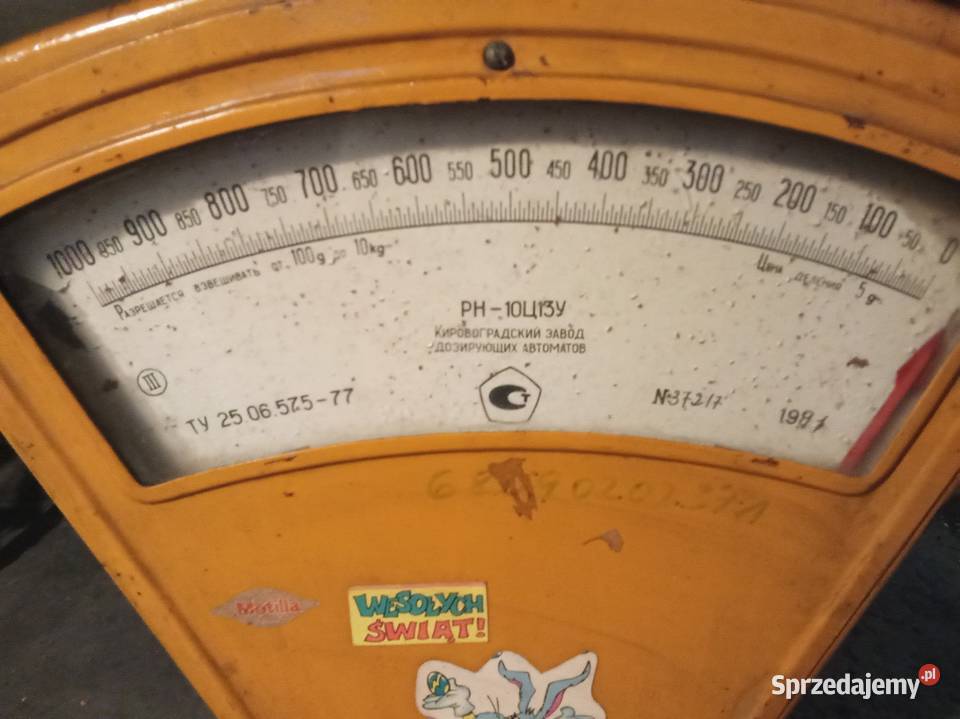 1000 950 900 850 800 750 700 650 600 550 500 450 400 350 300 250 200 150 100 50 0
Разрешается взвешивать от 100g до 10kg
Цена деления 5g
РН-10Ц13У
КИРОВОГРАДСКИЙ ЗАВОД
ДОЗИРУЮЩИХ АВТОМАТОВ
III
ТУ 25.06.575-77
СТ
№37217
198
Motilla
WESOŁYCH
ŚWIĄT!
Sprzedajemy.pl